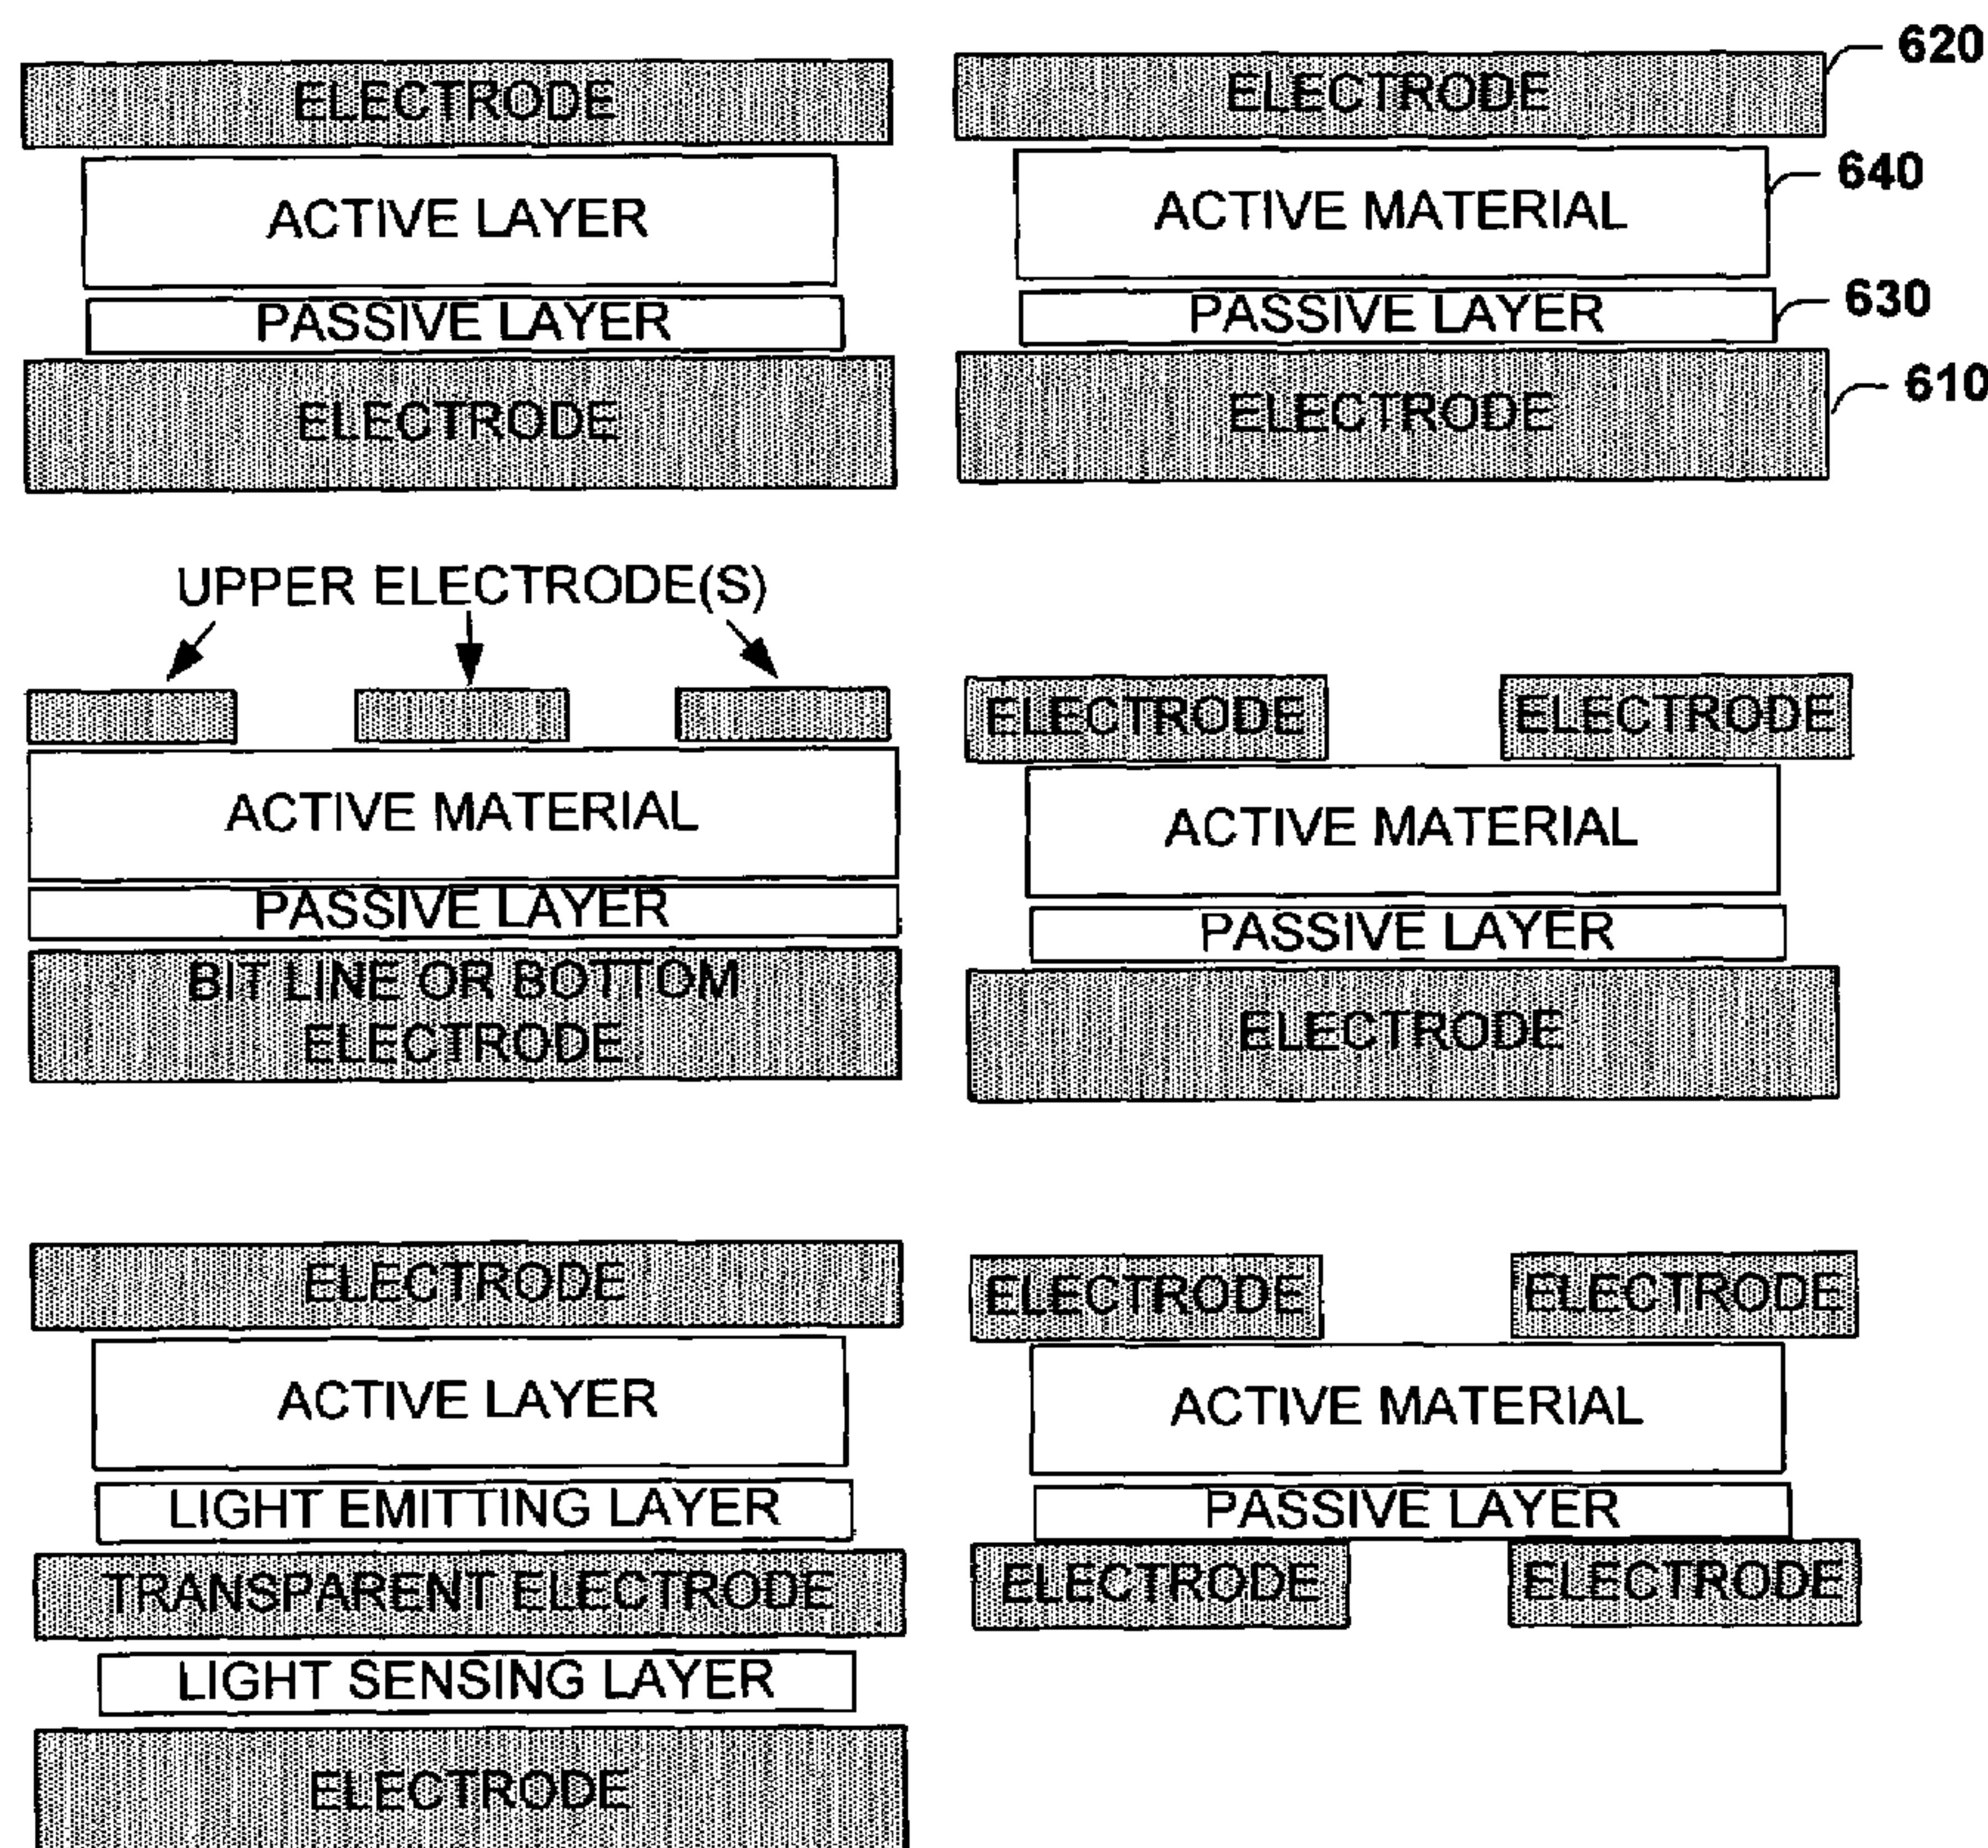 ELECTRODE
ACTIVE LAYER
PASSIVE LAYER
ELECTRODE
ELECTRODE
620
ACTIVE MATERIAL
640
PASSIVE LAYER
630
ELECTRODE
610
UPPER ELECTRODE(S)
ACTIVE MATERIAL
PASSIVE LAYER
BIT LINE OR BOTTOM
ELECTRODE
ELECTRODE
ELECTRODE
ACTIVE MATERIAL
PASSIVE LAYER
ELECTRODE
ELECTRODE
ACTIVE LAYER
LIGHT EMITTING LAYER
TRANSPARENT ELECTRODE
LIGHT SENSING LAYER
ELECTRODE
ELECTRODE
ELECTRODE
ACTIVE MATERIAL
PASSIVE LAYER
ELECTRODE
ELECTRODE